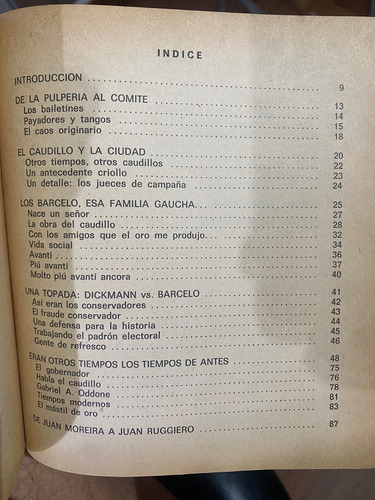 INDICE
INTRODUCCION 9
DE LA PULPERIA AL COMITE 13
Los bailetines 14
Payadores y tangos 15
El caos originario 18
EL CAUDILLO Y LA CIUDAD 20
Otros tiempos, otros caudillos 22
Un antecedente criollo 23
Un detalle: los jueces de campaña 24
LOS BARCELO, ESA FAMILIA GAUCHA. 25
Nace un señor 27
La obra del caudillo 28
Con los amigos que el oro me produjo. 32
Vida social 34
Avanti 36
Piú avanti 37
Molto piú avanti ancora 40
UNA TOPADA: DICKMANN vs. BARCELO 41
Así eran los conservadores 42
El fraude conservador 43
Una defensa para la historia 44
Trabajando el padrón electoral 45
Gente de refresco 46
ERAN OTROS TIEMPOS LOS TIEMPOS DE ANTES 48
El gobernador 75
Habla el caudillo 76
Gabriel A. Oddone 78
Tiempos modernos 81
El mástil de oro 83
DE JUAN MOREIRA A JUAN RUGGIERO 87